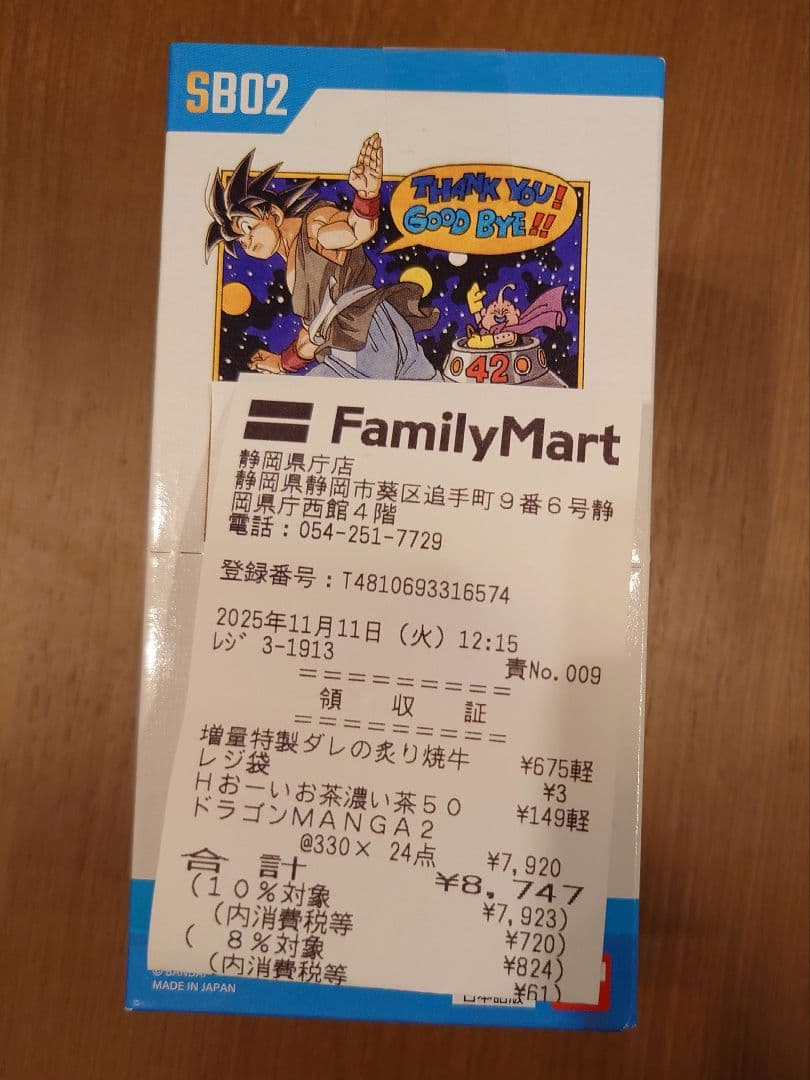 SB02
THANK YOU!
GOOD BYE!!
42
FamilyMart
静岡県庁店
静岡県静岡市葵区追手町9番6号静
岡県庁西館4階
電話:054-251-7729
登録番号:T4810693316574
2025年11月11日(火)12:15
レジ 3-1913 責No.009
=========
領 収 証
=========
増量特製ダレの炙り焼牛 ¥675軽
レジ袋 ¥3
Hおーいお茶濃い茶50 ¥149軽
ドラゴンMANGA2
@330× 24点 ¥7,920
合 計 ¥8,747
(10%対象 ¥7,923)
(内消費税等 ¥720)
( 8%対象 ¥824)
(内消費税等 ¥61)
MADE IN JAPAN